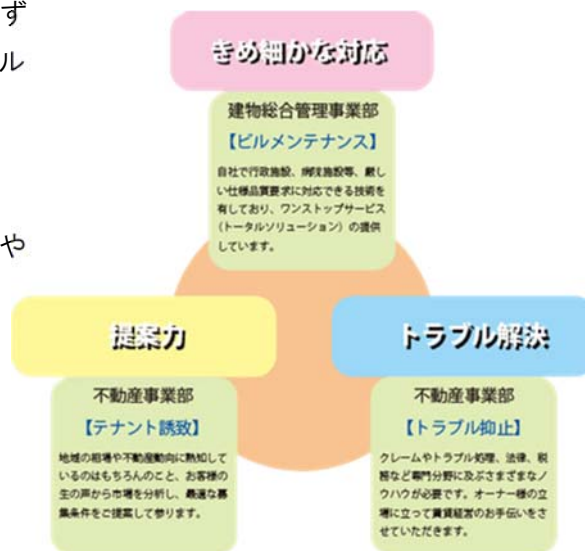 ず
ル
や
きめ細かな対応
建物総合管理事業部
【ビルメンテナンス】
自社で行政施設、病院施設等、厳し
い仕様品質要求に対応できる技術を
有しており、ワンストップサービス
（トータルソリューション）の提供
しています。
提案力
不動産事業部
【テナント誘致】
地域の相場や不動産動向に熟知して
いるのはもちろんのこと、お客様の
生の声から市場を分析し、最適な募
集条件をご提案して参ります。
トラブル解決
不動産事業部
【トラブル抑止】
クレームやトラブル処理、法律、税
務など専門分野に及ぶさまざまなノ
ウハウが必要です。オーナー様の立
場に立って賃貸経営のお手伝いをさ
せていただきます。